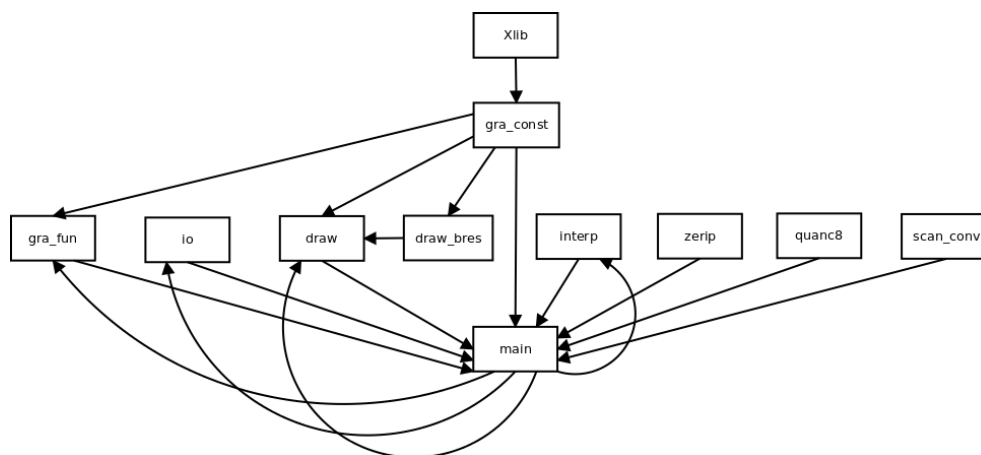 Xlib
gra_const
gra_fun
io
draw
draw_bres
interp
zerip
quanc8
scan_conv
main